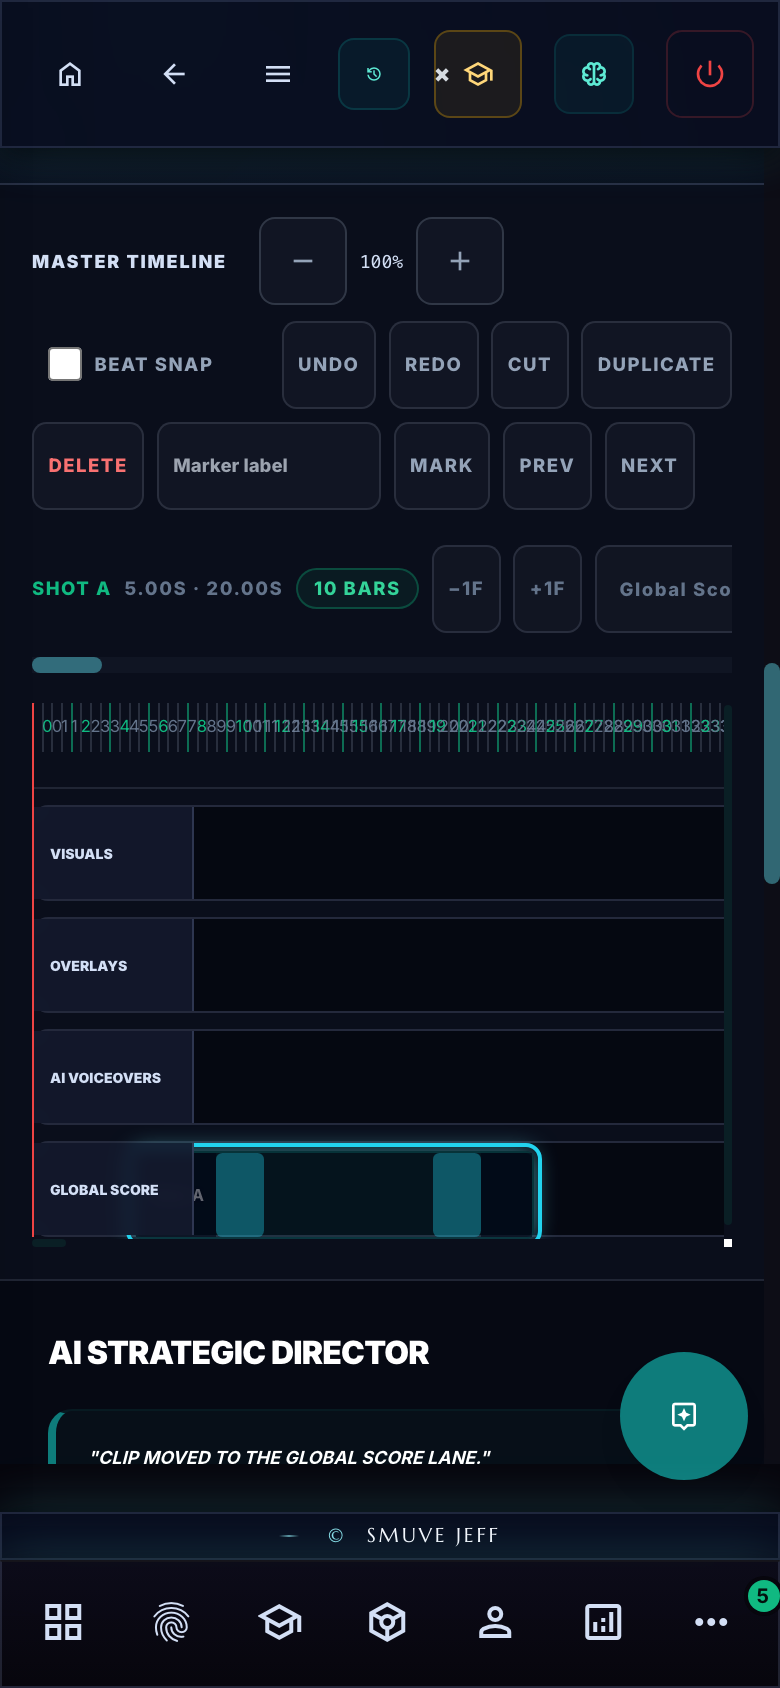 MASTER TIMELINE 100%
BEAT SNAP UNDO REDO CUT DUPLICATE
DELETE Marker label MARK PREV NEXT
SHOT A 5.00S · 20.00S 10 BARS −1F +1F Global Sco
VISUALS
OVERLAYS
AI VOICEOVERS
GLOBAL SCORE A
AI STRATEGIC DIRECTOR
"CLIP MOVED TO THE GLOBAL SCORE LANE."
© SMUVE JEFF
5